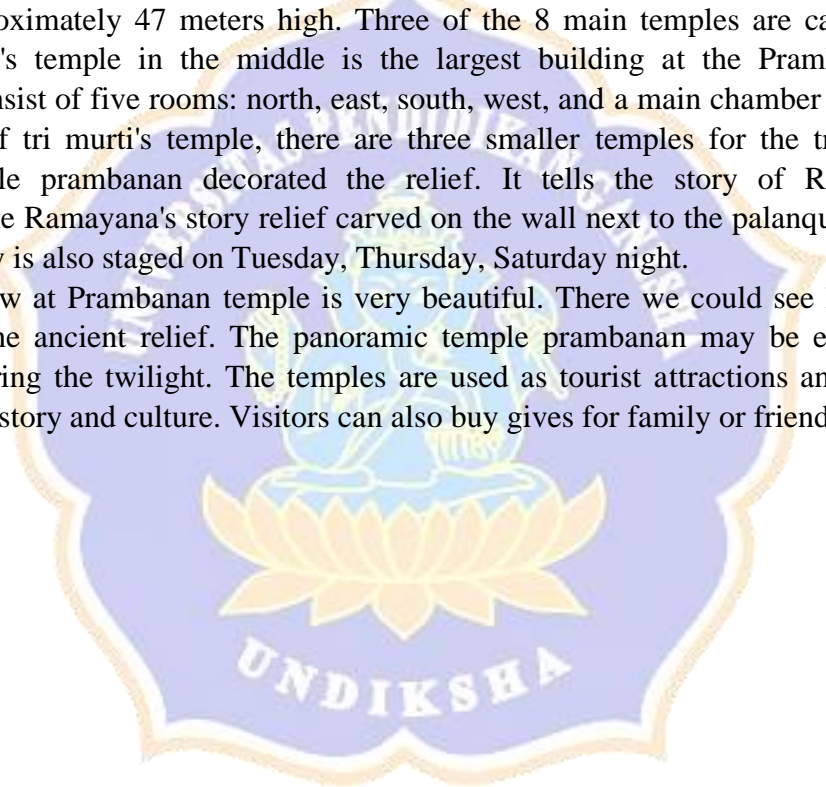 oximately 47 meters high. Three of the 8 main temples are ca
's temple in the middle is the largest building at the Pram
nsist of five rooms: north, east, south, west, and a main chamber
f tri murti's temple, there are three smaller temples for the tr
le prambanan decorated the relief. It tells the story of R
e Ramayana's story relief carved on the wall next to the palanqu
y is also staged on Tuesday, Thursday, Saturday night.
w at Prambanan temple is very beautiful. There we could see
ne ancient relief. The panoramic temple prambanan may be e
ring the twilight. The temples are used as tourist attractions an
story and culture. Visitors can also buy gives for family or friend
UNIVERSITAS PENDIDIKAN GANESHA
UNDIKSHA